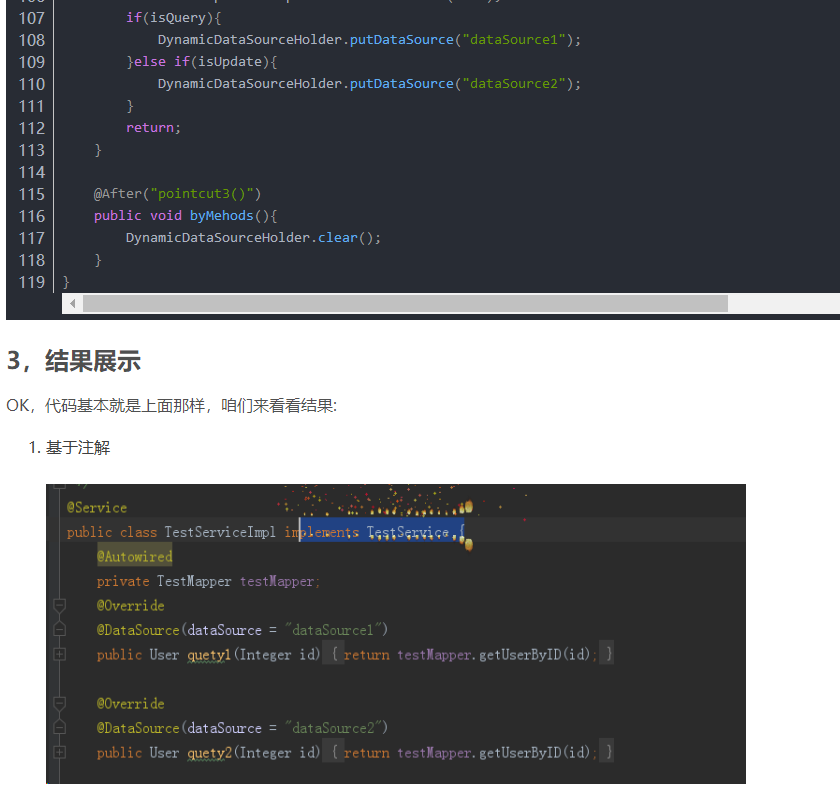 107 if(isQuery){
108 DynamicDataSourceHolder.putDataSource("dataSource1");
109 }else if(isUpdate){
110 DynamicDataSourceHolder.putDataSource("dataSource2");
111 }
112 return;
113 }
114
115 @After("pointcut3()")
116 public void byMehods(){
117 DynamicDataSourceHolder.clear();
118 }
119 }
3，结果展示
OK，代码基本就是上面那样，咱们来看看结果:
1. 基于注解
@Service
public class TestServiceImpl implements TestService {
@Autowired
private TestMapper testMapper;
@Override
@DataSource(dataSource = "dataSource1")
public User quety1(Integer id) { return testMapper.getUserByID(id); }
@Override
@DataSource(dataSource = "dataSource2")
public User quety2(Integer id) { return testMapper.getUserByID(id); }